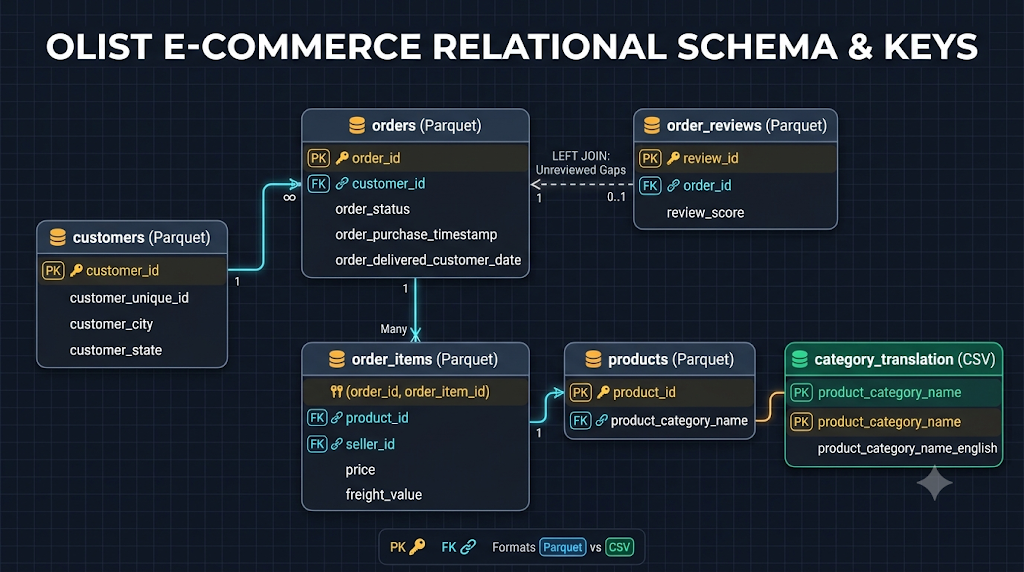 OLIST E-COMMERCE RELATIONAL SCHEMA & KEYS
orders (Parquet)
PK order_id
FK customer_id
order_status
order_purchase_timestamp
order_delivered_customer_date
order_reviews (Parquet)
PK review_id
FK order_id
review_score
LEFT JOIN:
Unreviewed Gaps
1
0..1
∞
customers (Parquet)
PK customer_id
customer_unique_id
customer_city
customer_state
1
1
Many
order_items (Parquet)
(order_id, order_item_id)
FK product_id
FK seller_id
price
freight_value
1
products (Parquet)
PK product_id
FK product_category_name
category_translation (CSV)
PK product_category_name
PK product_category_name
product_category_name_english
PK FK Formats Parquet vs CSV